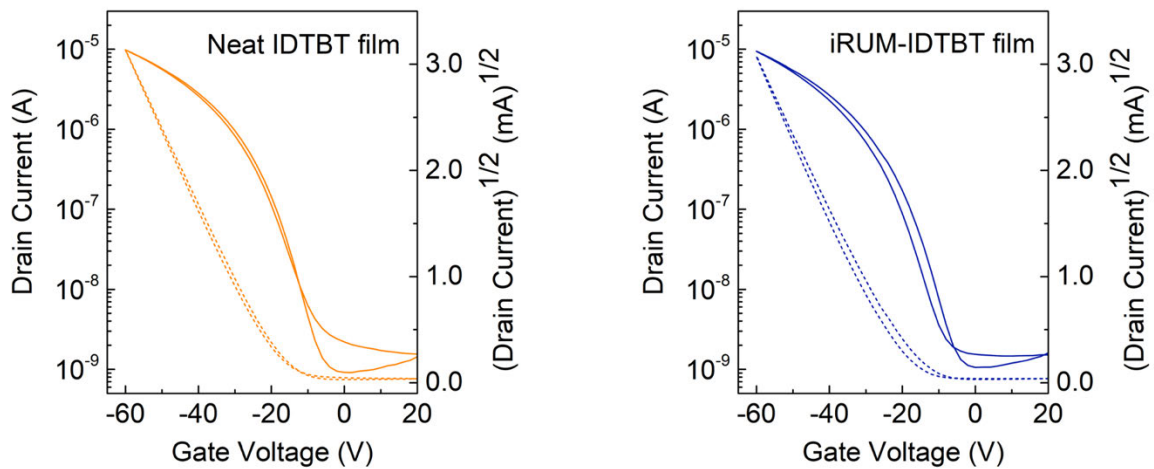 Neat IDTBT film
Drain Current (A)
10-5
10-6
10-7
10-8
10-9
3.0
2.0
1.0
0.0
(Drain Current)1/2 (mA)1/2
-60 -40 -20 0 20
Gate Voltage (V)
iRUM-IDTBT film
Drain Current (A)
10-5
10-6
10-7
10-8
10-9
3.0
2.0
1.0
0.0
(Drain Current)1/2 (mA)1/2
-60 -40 -20 0 20
Gate Voltage (V)